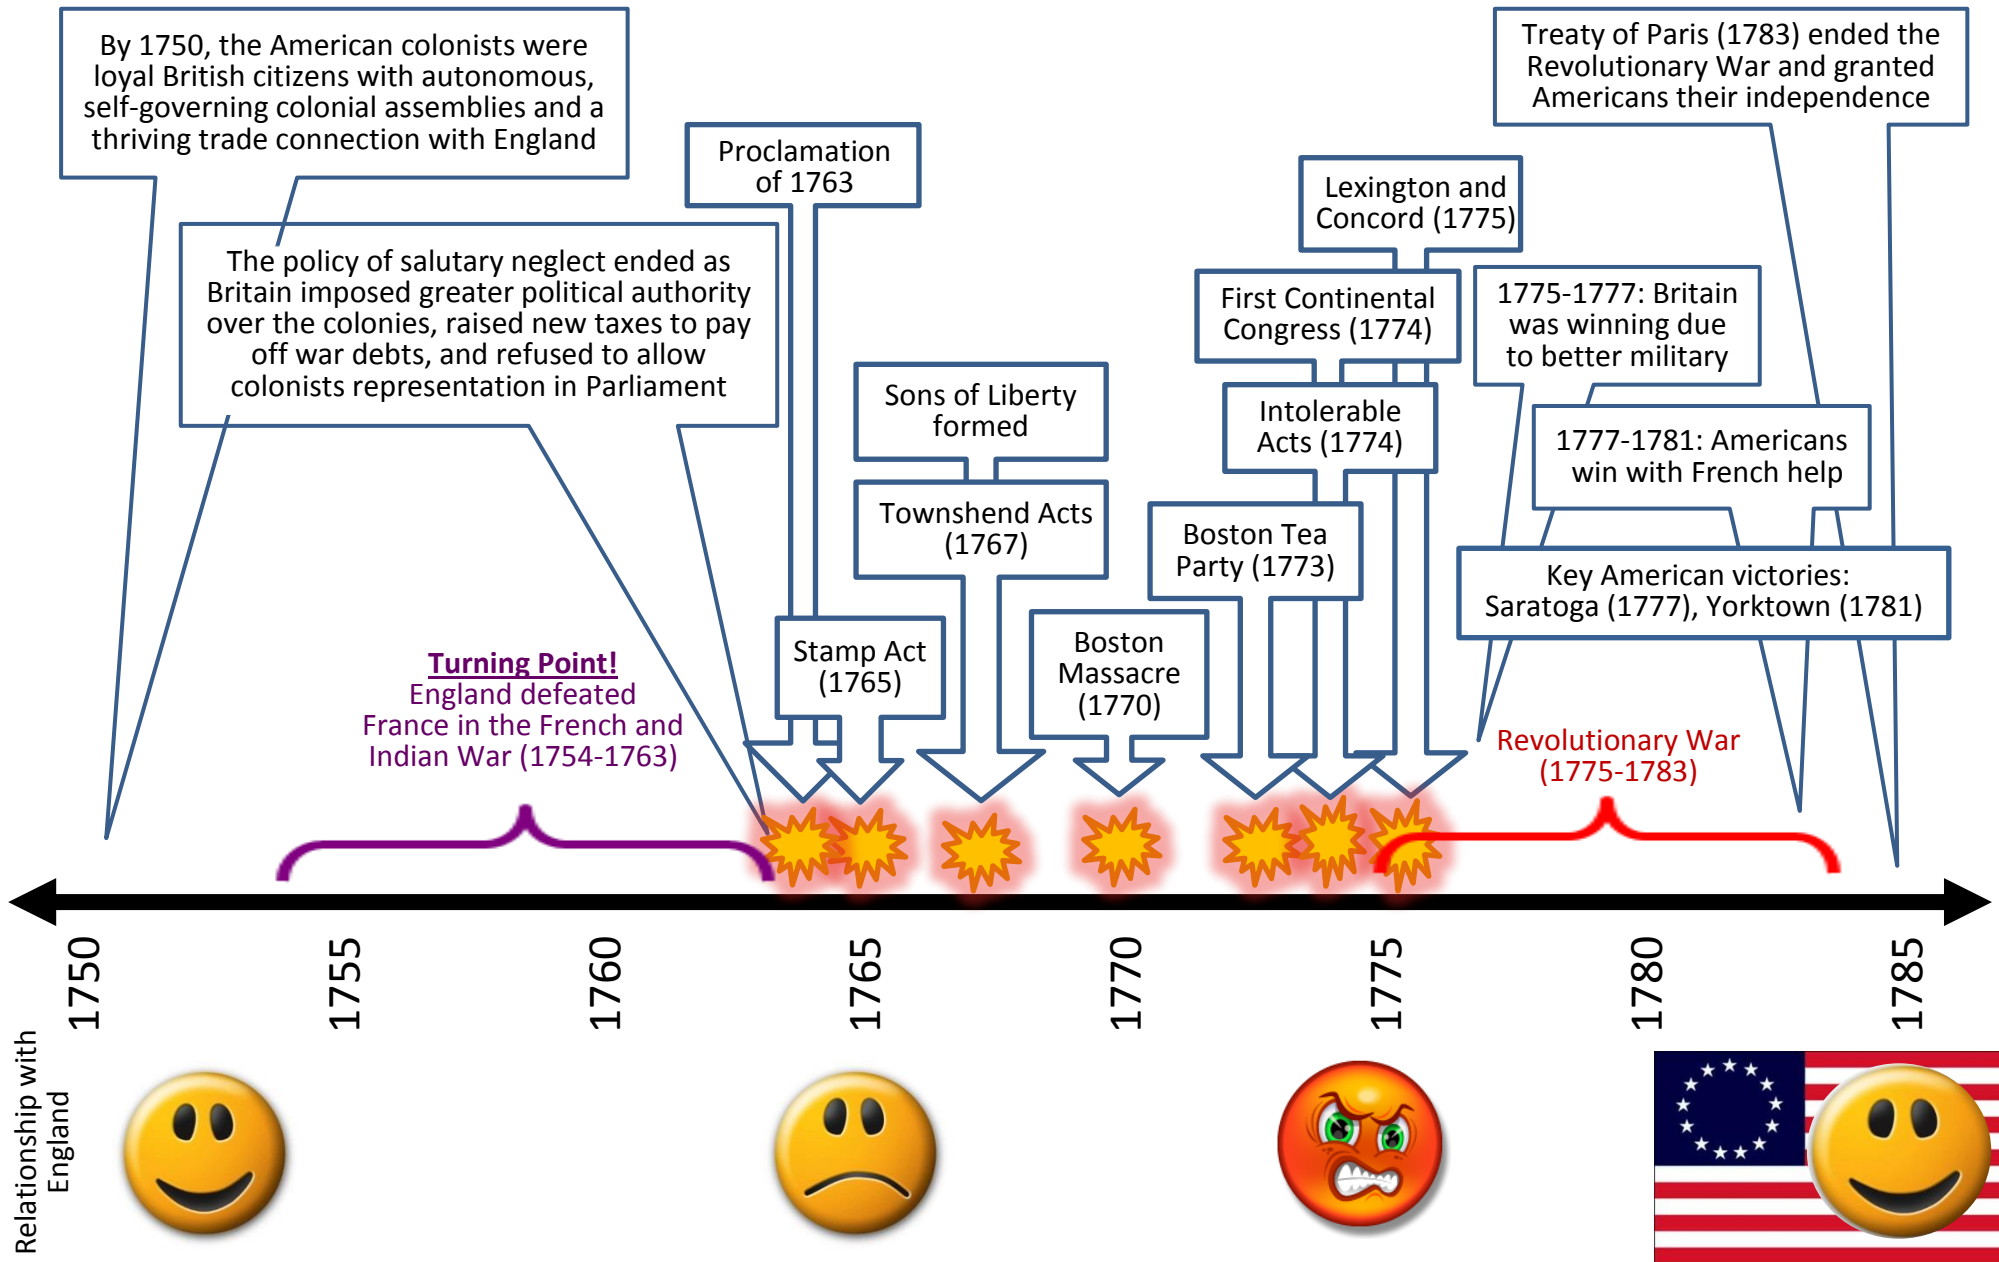 By 1750, the American colonists were
loyal British citizens with autonomous,
self-governing colonial assemblies and a
thriving trade connection with England
The policy of salutary neglect ended as
Britain imposed greater political authority
over the colonies, raised new taxes to pay
off war debts, and refused to allow
colonists representation in Parliament
Turning Point!
England defeated
France in the French and
Indian War (1754-1763)
Proclamation
of 1763
Stamp Act
(1765)
Sons of Liberty
formed
Townshend Acts
(1767)
Boston
Massacre
(1770)
Boston Tea
Party (1773)
Intolerable
Acts (1774)
First Continental
Congress (1774)
Lexington and
Concord (1775)
1775-1777: Britain
was winning due
to better military
1777-1781: Americans
win with French help
Key American victories:
Saratoga (1777), Yorktown (1781)
Revolutionary War
(1775-1783)
Treaty of Paris (1783) ended the
Revolutionary War and granted
Americans their independence
1750
1755
1760
1765
1770
1775
1780
1785
Relationship with
England